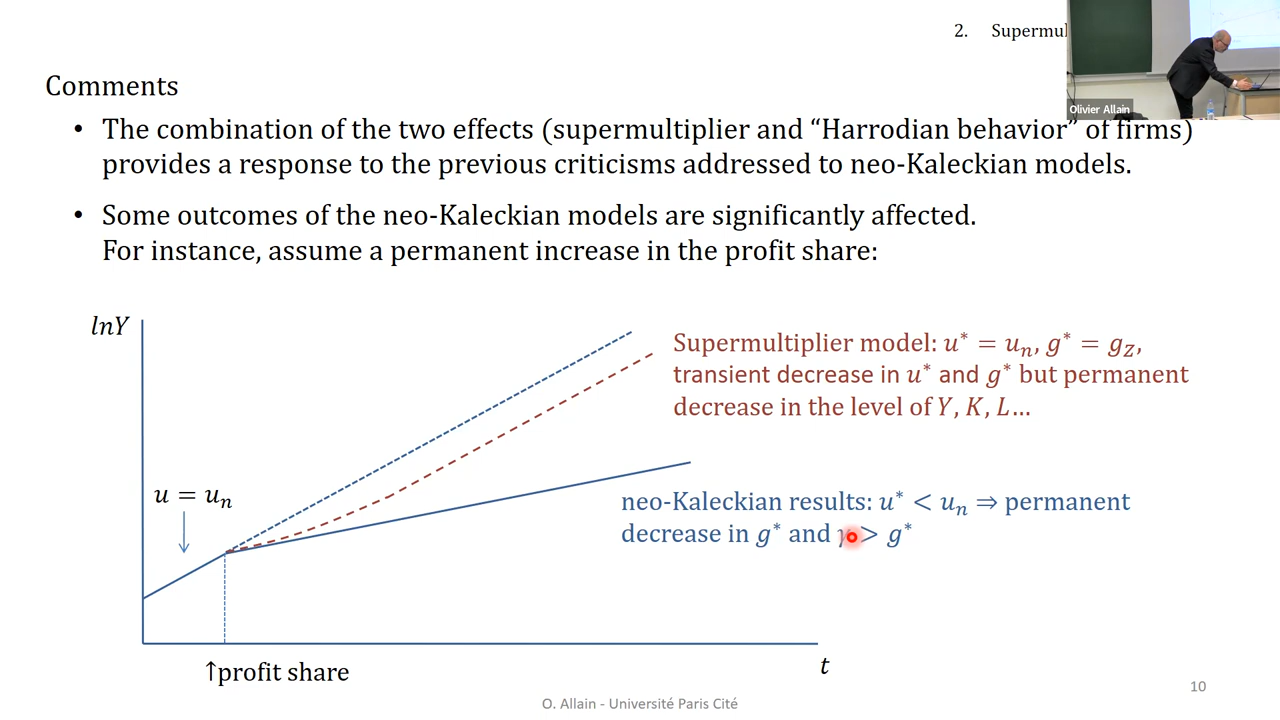 2. Supermul
Olivier Allain
Comments
• The combination of the two effects (supermultiplier and “Harrodian behavior” of firms)
provides a response to the previous criticisms addressed to neo-Kaleckian models.
• Some outcomes of the neo-Kaleckian models are significantly affected.
For instance, assume a permanent increase in the profit share:
lnY
Supermultiplier model: u* = uₙ, g* = g_Z,
transient decrease in u* and g* but permanent
decrease in the level of Y, K, L…
u = uₙ
neo-Kaleckian results: u* < uₙ ⇒ permanent
decrease in g* and > g*
↑profit share
t
10
O. Allain - Université Paris Cité